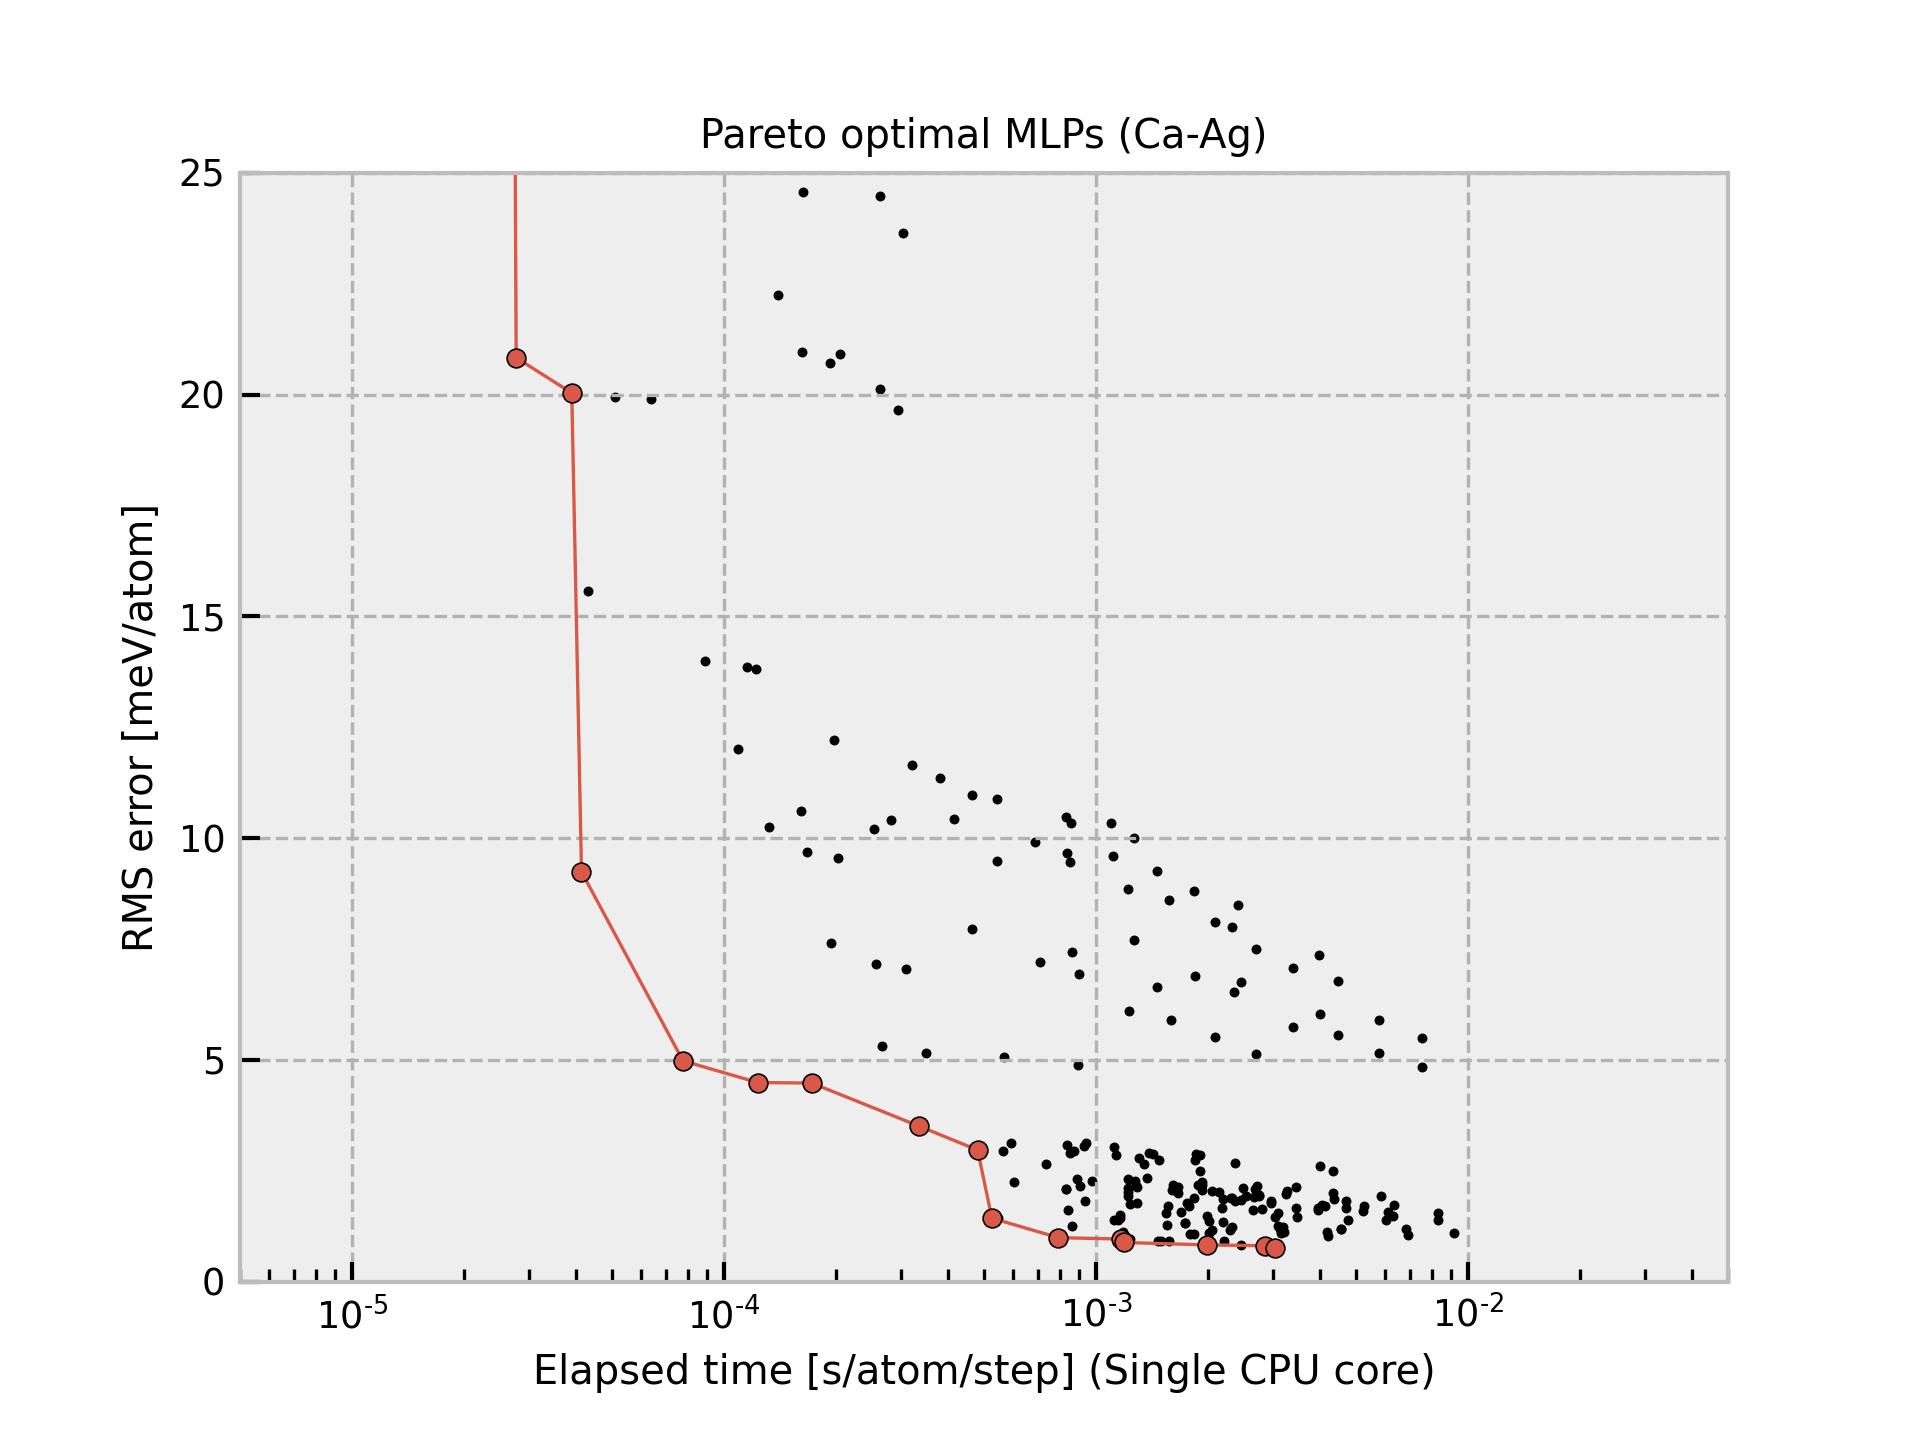 Pareto optimal MLPs (Ca-Ag)
25
20
15
10
5
0
RMS error [meV/atom]
10-5 10-4 10-3 10-2
Elapsed time [s/atom/step] (Single CPU core)